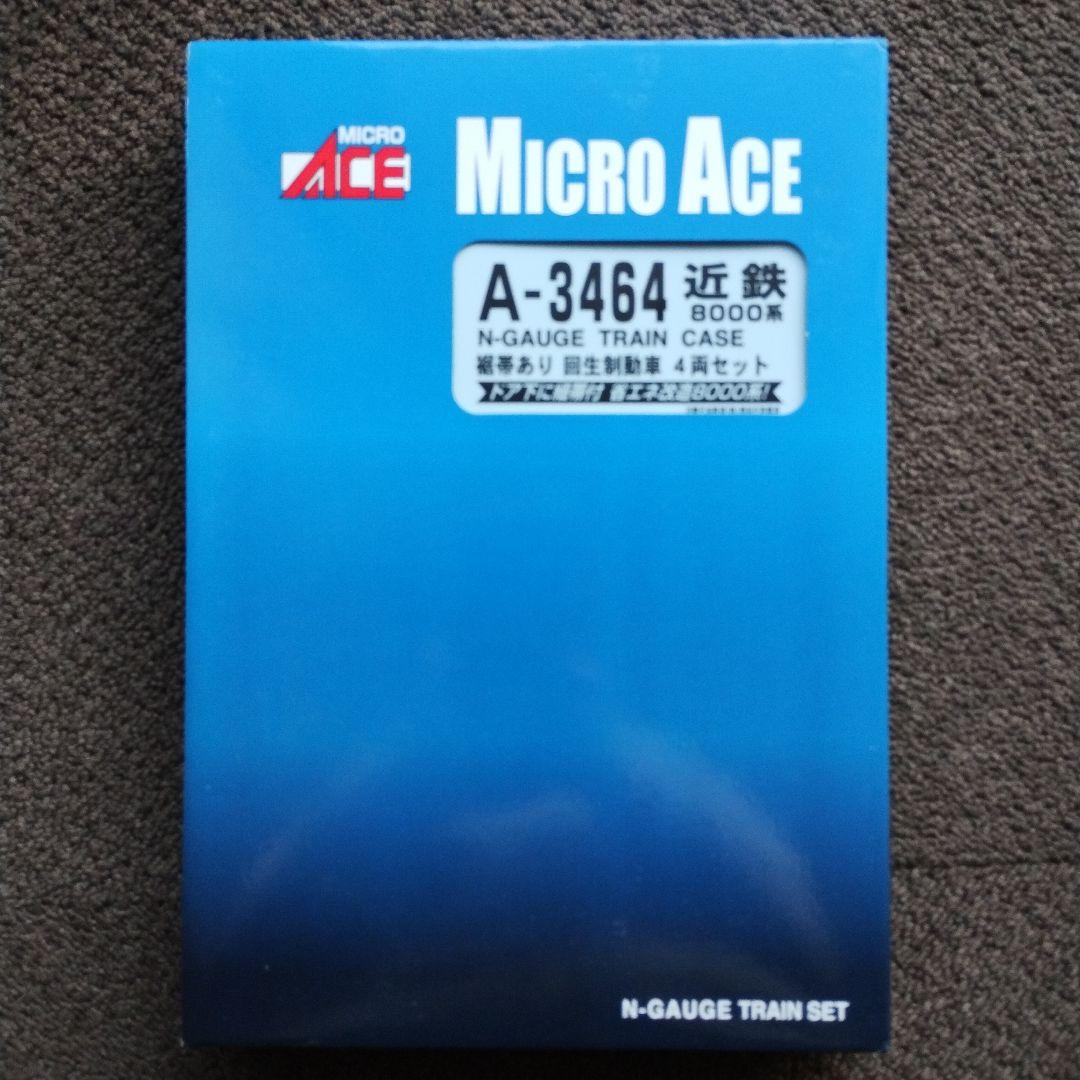 MICRO
ACE
MICRO ACE
A-3464 近鉄
8000系
N-GAUGE TRAIN CASE
裾帯あり 回生制動車 4両セット
ドア下に裾帯付 省エネ改造8000系!
N-GAUGE TRAIN SET